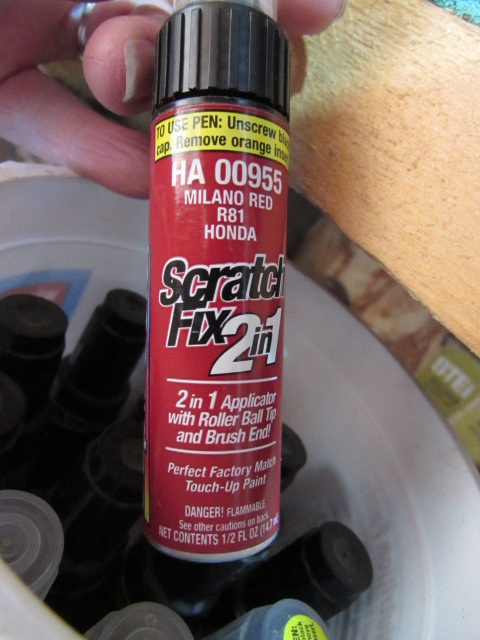 TO USE PEN: Unscrew
cap. Remove orange
HA 00955
MILANO RED
R81
HONDA
Scratch
Fix 2in1
2 in 1 Applicator
with Roller Ball Tip
and Brush End!
Perfect Factory Match
Touch-Up Paint
DANGER! FLAMMABLE.
See other cautions on back.
NET CONTENTS 1/2 FL OZ